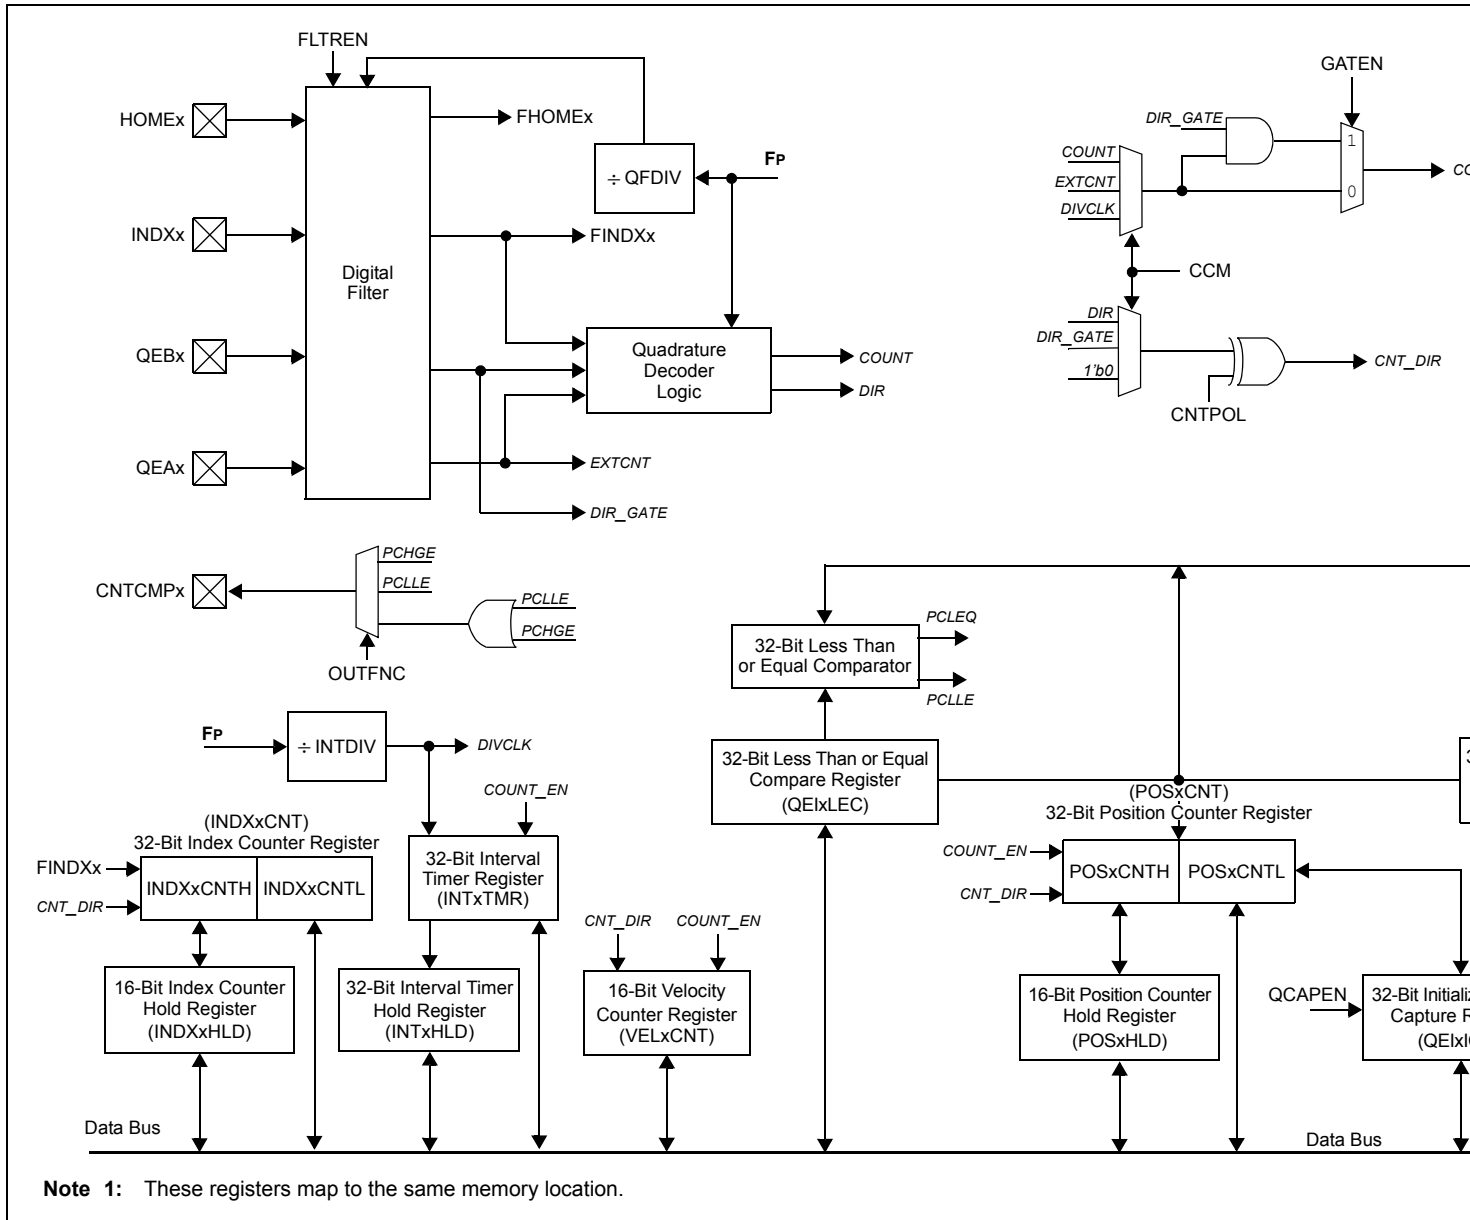 FLTREN
HOMEx
FHOMEx
÷ QFDIV
FP
INDXx
FINDXx
Digital
Filter
QEBx
Quadrature
Decoder
Logic
COUNT
DIR
QEAx
EXTCNT
DIR_GATE
GATEN
DIR_GATE
COUNT
EXTCNT
DIVCLK
1
0
CCM
DIR
DIR_GATE
1'b0
CNT_DIR
CNTPOL
CNTCMPx
PCHGE
PCLLE
PCLLE
PCHGE
OUTFNC
32-Bit Less Than
or Equal Comparator
PCLEQ
PCLLE
FP
÷ INTDIV
DIVCLK
COUNT_EN
32-Bit Less Than or Equal
Compare Register
(QEIxLEC)
(POSxCNT)
32-Bit Position Counter Register
(INDXxCNT)
32-Bit Index Counter Register
FINDXx
CNT_DIR
INDXxCNTH
INDXxCNTL
32-Bit Interval
Timer Register
(INTxTMR)
COUNT_EN
CNT_DIR
POSxCNTH
POSxCNTL
CNT_DIR
COUNT_EN
16-Bit Index Counter
Hold Register
(INDXxHLD)
32-Bit Interval Timer
Hold Register
(INTxHLD)
16-Bit Velocity
Counter Register
(VELxCNT)
16-Bit Position Counter
Hold Register
(POSxHLD)
QCAPEN
32-Bit
Capture
Data Bus
Data Bus
Note 1: These registers map to the same memory location.